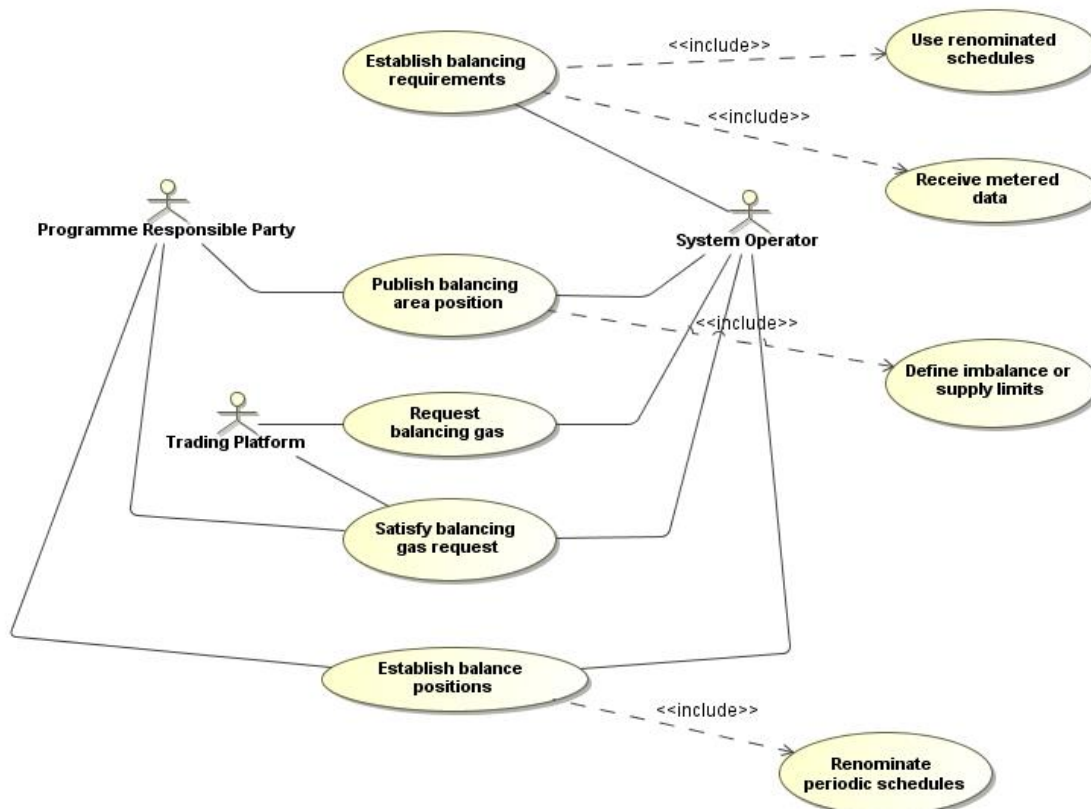 Establish balancing
requirements
<<include>>
Use renominated
schedules
<<include>>
Receive metered
data
Programme Responsible Party
System Operator
Publish balancing
area position
<<include>>
Define imbalance or
supply limits
Trading Platform
Request
balancing gas
Satisfy balancing
gas request
Establish balance
positions
<<include>>
Renominate
periodic schedules